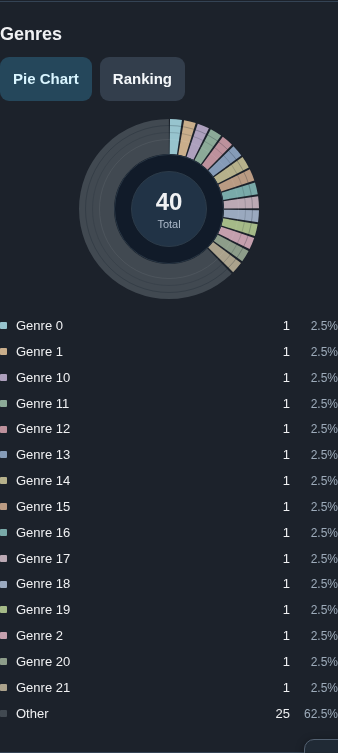 Genres
Pie Chart Ranking
40
Total
Genre 0 1 2.5%
Genre 1 1 2.5%
Genre 10 1 2.5%
Genre 11 1 2.5%
Genre 12 1 2.5%
Genre 13 1 2.5%
Genre 14 1 2.5%
Genre 15 1 2.5%
Genre 16 1 2.5%
Genre 17 1 2.5%
Genre 18 1 2.5%
Genre 19 1 2.5%
Genre 2 1 2.5%
Genre 20 1 2.5%
Genre 21 1 2.5%
Other 25 62.5%